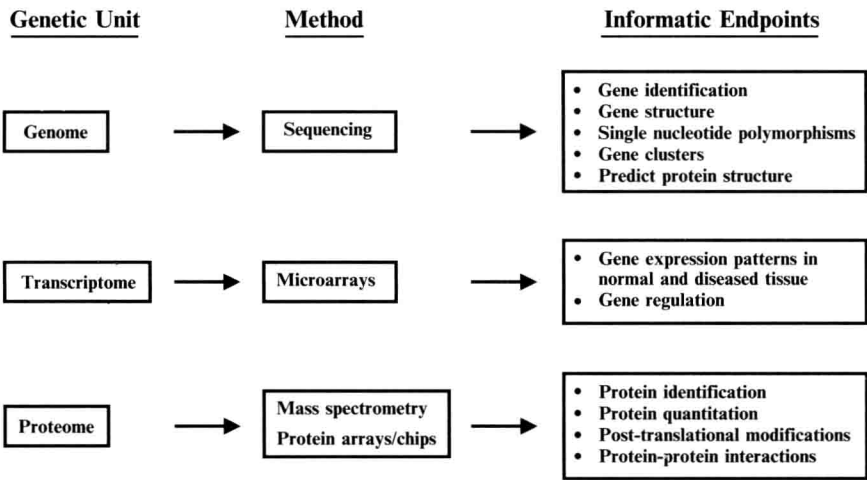 Genetic Unit
Method
Informatic Endpoints
Genome
Sequencing
• Gene identification
• Gene structure
• Single nucleotide polymorphisms
• Gene clusters
• Predict protein structure
Transcriptome
Microarrays
• Gene expression patterns in
normal and diseased tissue
• Gene regulation
Proteome
Mass spectrometry
Protein arrays/chips
• Protein identification
• Protein quantitation
• Post-translational modifications
• Protein-protein interactions